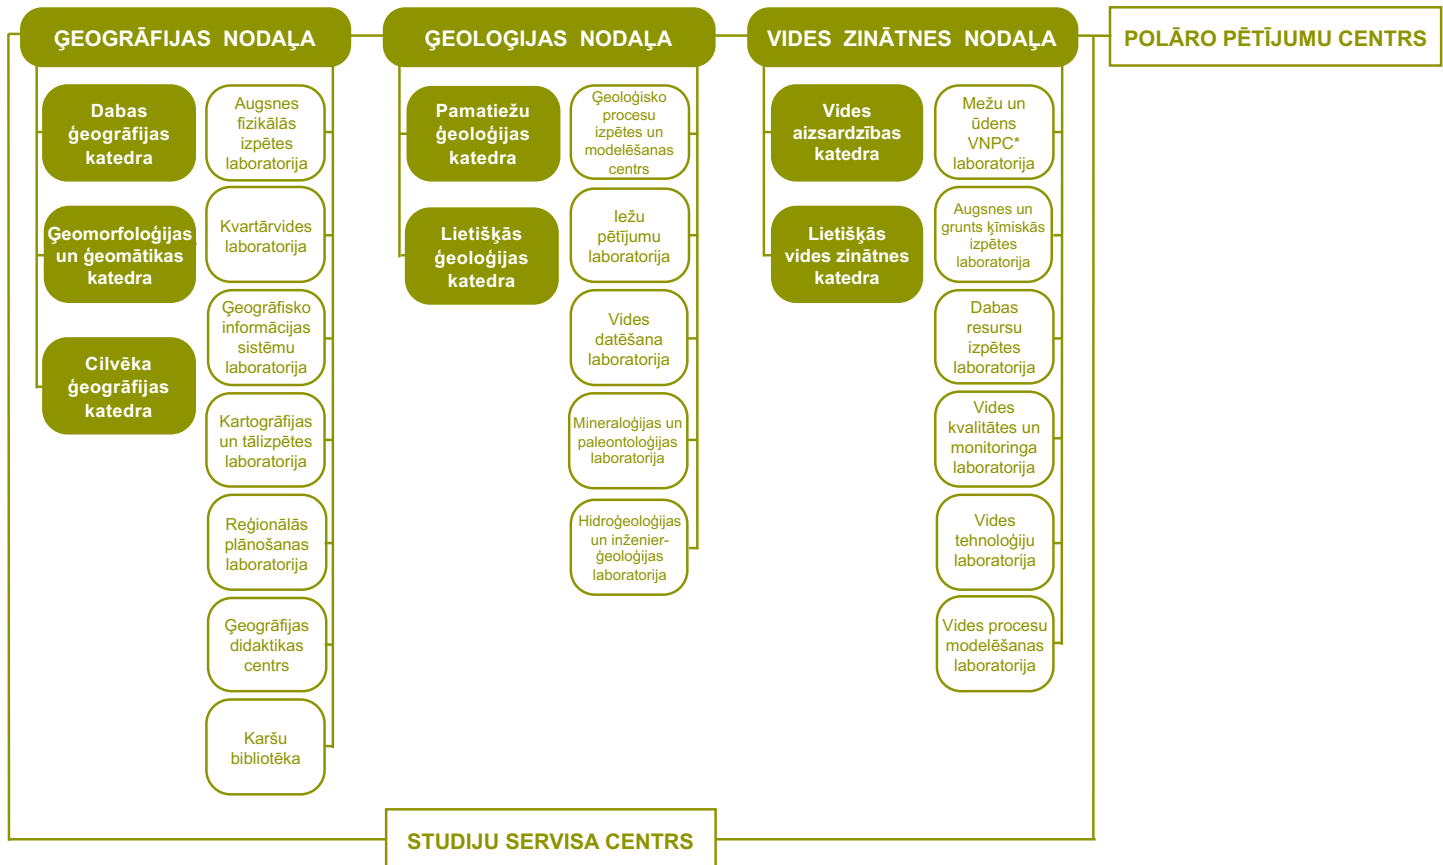 ĢEOGRĀFIJAS NODAĻA
ĢEOLOĢIJAS NODAĻA
VIDES ZINĀTNES NODAĻA
POLĀRO PĒTĪJUMU CENTRS
Dabas
ģeogrāfijas
katedra
Ģeomorfoloģijas
un ģeomātikas
katedra
Cilvēka
ģeogrāfijas
katedra
Augsnes
fizikālās
izpētes
laboratorija
Kvartārvides
laboratorija
Ģeogrāfisko
informācijas
sistēmu
laboratorija
Kartogrāfijas
un tālizpētes
laboratorija
Reģionālās
plānošanas
laboratorija
Ģeogrāfijas
didaktikas
centrs
Karšu
bibliotēka
Pamatiežu
ģeoloģijas
katedra
Lietišķās
ģeoloģijas
katedra
Ģeoloģisko
procesu
izpētes un
modelēšanas
centrs
Iežu
pētījumu
laboratorija
Vides
datēšana
laboratorija
Mineraloģijas un
paleontoloģijas
laboratorija
Hidroģeoloģijas
un inženier-
ģeoloģijas
laboratorija
Vides
aizsardzības
katedra
Lietišķās
vides zinātnes
katedra
Mežu un
ūdens
VNPC*
laboratorija
Augsnes un
grunts ķīmiskās
izpētes
laboratorija
Dabas
resursu
izpētes
laboratorija
Vides
kvalitātes un
monitoringa
laboratorija
Vides
tehnoloģiju
laboratorija
Vides procesu
modelēšanas
laboratorija
STUDIJU SERVISA CENTRS